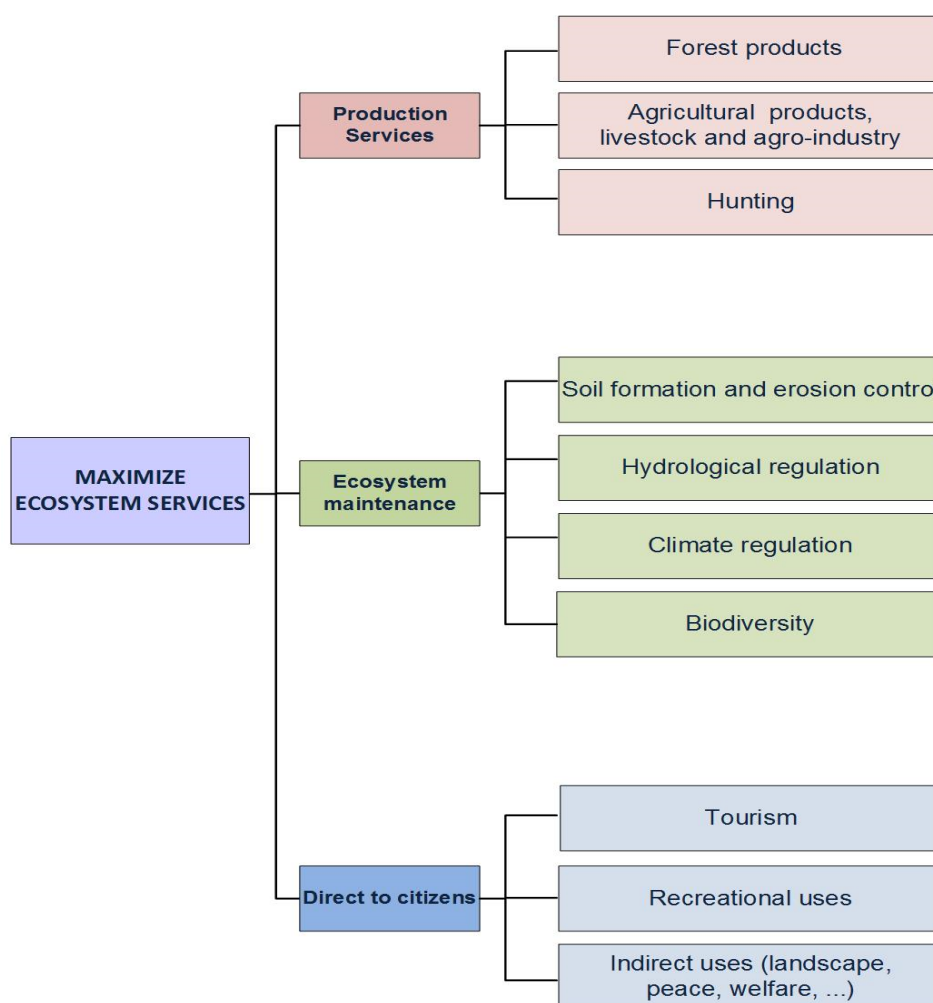 Forest products
Production
Services
Agricultural products,
livestock and agro-industry
Hunting
MAXIMIZE
ECOSYSTEM SERVICES
Ecosystem
maintenance
Soil formation and erosion contro
Hydrological regulation
Climate regulation
Biodiversity
Direct to citizens
Tourism
Recreational uses
Indirect uses (landscape,
peace, welfare, ...)